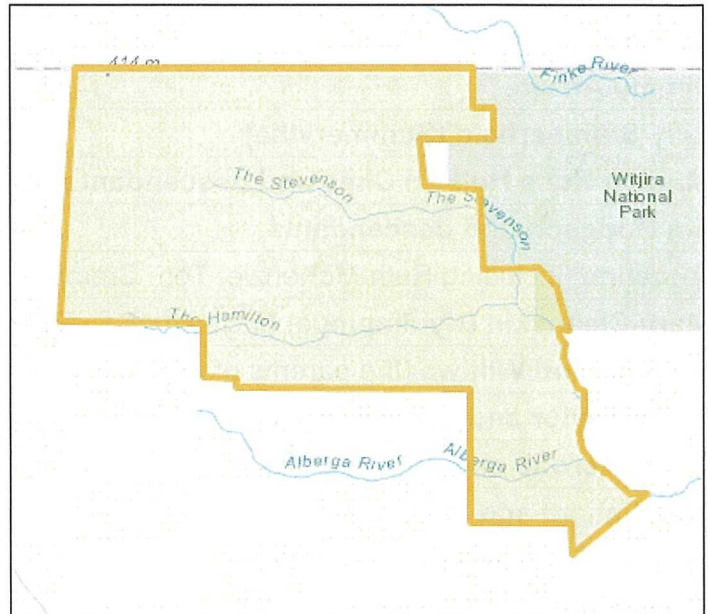 414 m
Finke River
The Stevenson
The Stevenson
Witjira
National
Park
The Hamilton
Alberga River
Alberga River